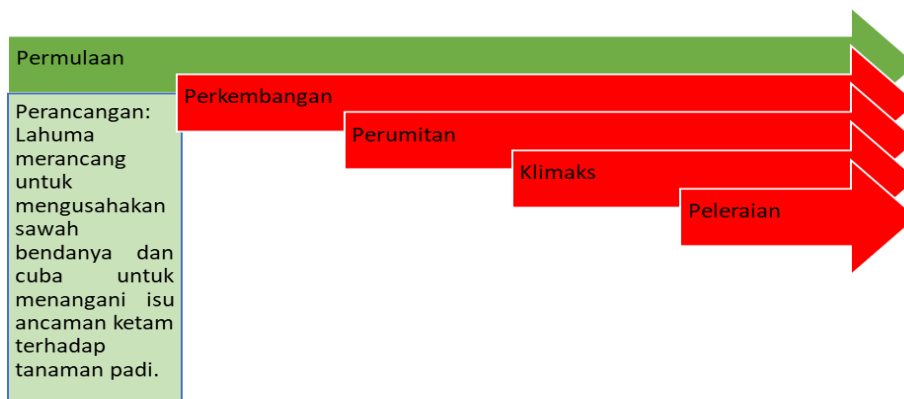 Permulaan
Perkembangan
Perumitan
Klimaks
Peleraian
Perancangan:
Lahuma
merancang
untuk
mengusahakan
sawah
bendanya dan
cuba untuk
menangani isu
ancaman ketam
terhadap
tanaman padi.